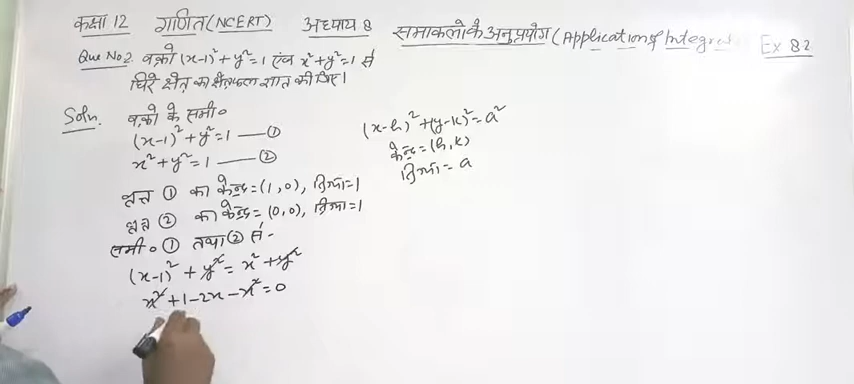 कक्षा 12 गणित (NCERT) अध्याय 8 समाकलो के अनुप्रयोग (Application of Integral Ex 8.2
Que No 2. वक्रो (x-1)² + y² = 1 एवंम x² + y² = 1 से
घिरे क्षेत्र का क्षेत्रफल ज्ञात की जिए।
Soln. वक्रो के समी०
(x-1)² + y² = 1 — ①
x² + y² = 1 — ②
(x-h)² + (y-k)² = a²
केन्द्र = (h, k)
त्रिज्या = a
वृत्त ① का केन्द्र = (1, 0), त्रिज्या = 1
वृत्त ② का केन्द्र = (0, 0), त्रिज्या = 1
समी० ① तथा ② से -
(x-1)² + y² = x² + y²
x² + 1 - 2x - x² = 0